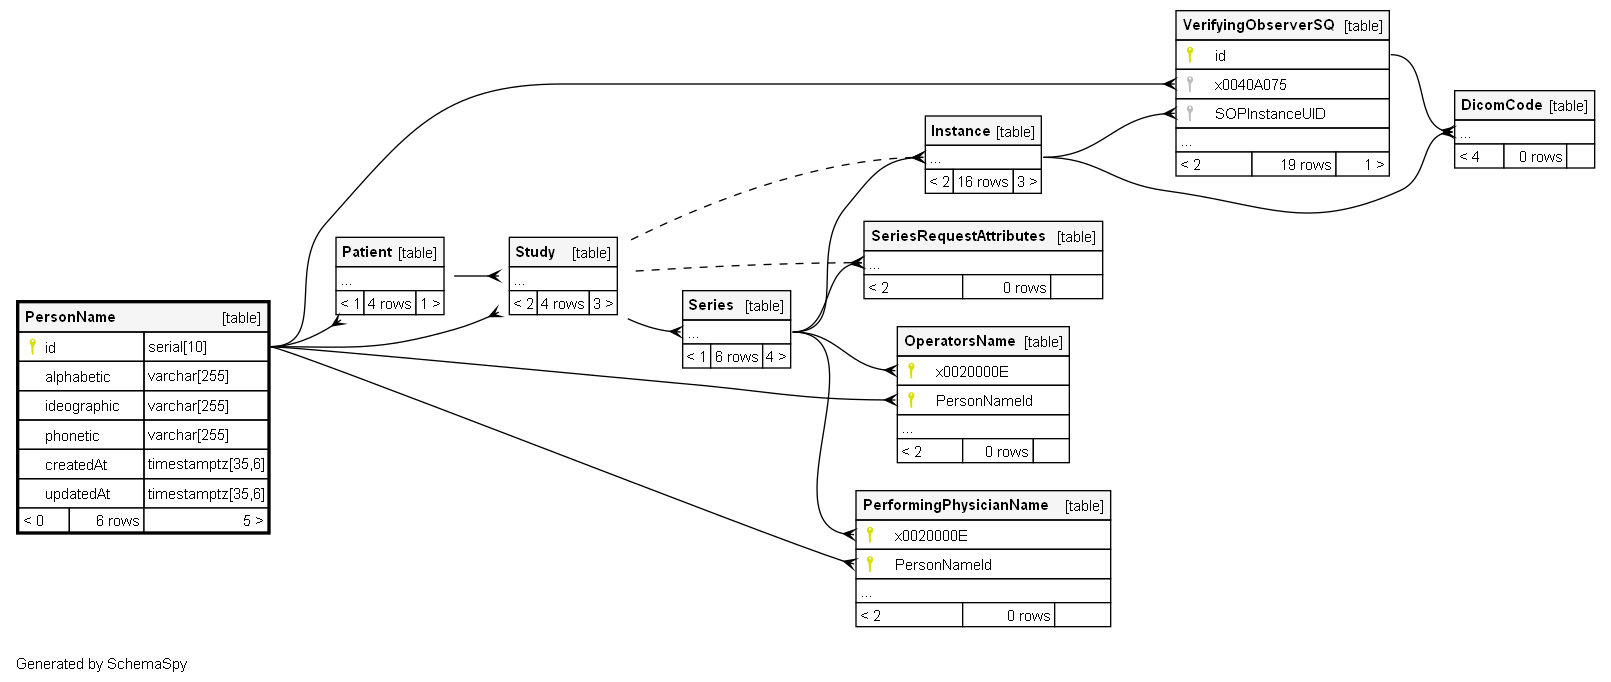 VerifyingObserverSQ [table]
id
x0040A075
SOPInstanceUID
...
< 2 19 rows 1 >
DicomCode [table]
...
< 4 0 rows
Instance [table]
...
< 2 16 rows 3 >
SeriesRequestAttributes [table]
...
< 2 0 rows
Patient [table]
...
< 1 4 rows 1 >
Study [table]
...
< 2 4 rows 3 >
Series [table]
...
< 1 6 rows 4 >
PersonName [table]
id serial[10]
alphabetic varchar[255]
ideographic varchar[255]
phonetic varchar[255]
createdAt timestamptz[35,6]
updatedAt timestamptz[35,6]
< 0 6 rows 5 >
OperatorsName [table]
x0020000E
PersonNameId
...
< 2 0 rows
PerformingPhysicianName [table]
x0020000E
PersonNameId
...
< 2 0 rows
Generated by SchemaSpy